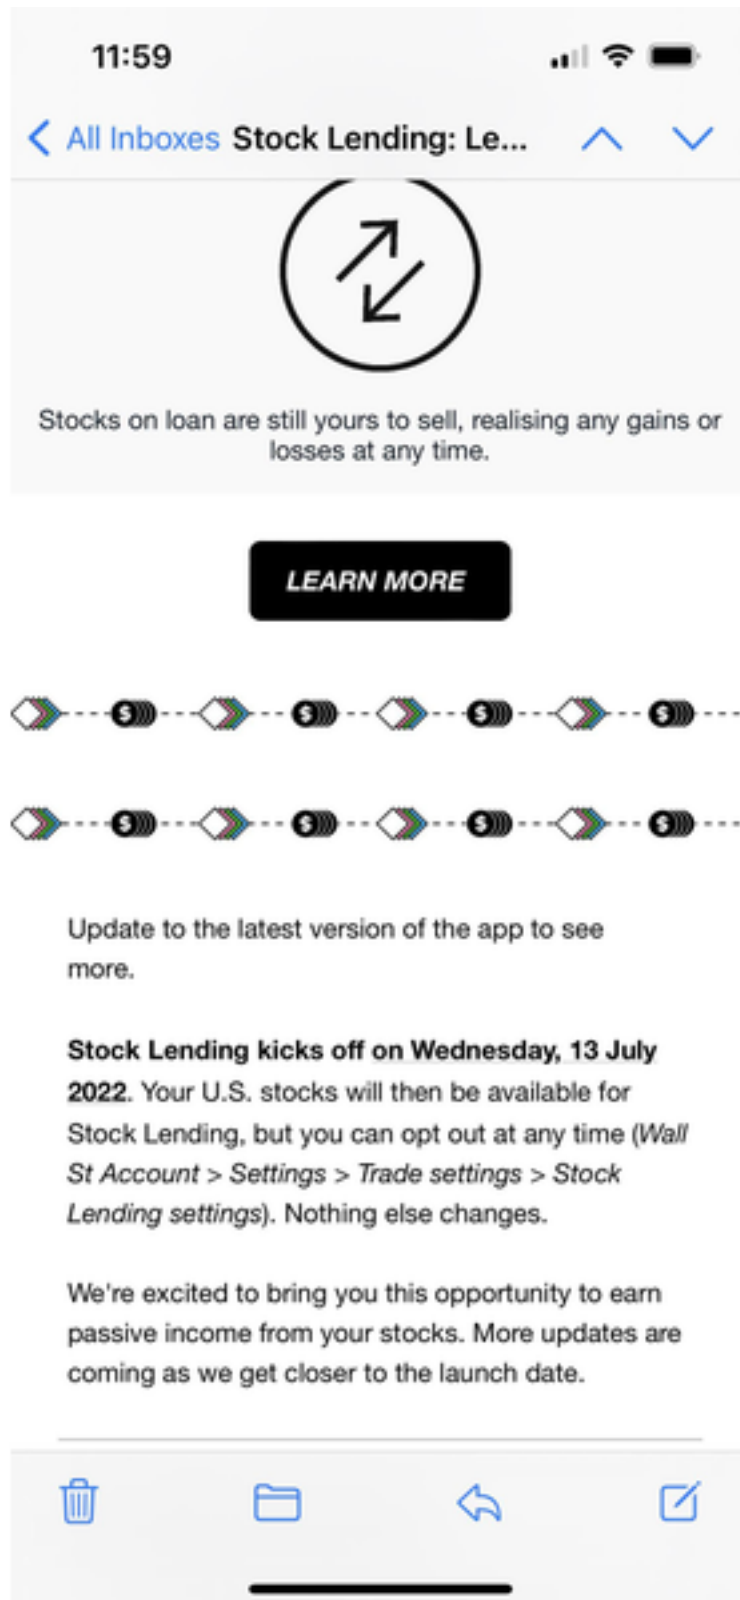 11:59
All Inboxes Stock Lending: Le...
Stocks on loan are still yours to sell, realising any gains or
losses at any time.
LEARN MORE
$ $ $ $
$ $ $ $
Update to the latest version of the app to see
more.
Stock Lending kicks off on Wednesday, 13 July
2022. Your U.S. stocks will then be available for
Stock Lending, but you can opt out at any time (Wall
St Account > Settings > Trade settings > Stock
Lending settings). Nothing else changes.
We're excited to bring you this opportunity to earn
passive income from your stocks. More updates are
coming as we get closer to the launch date.